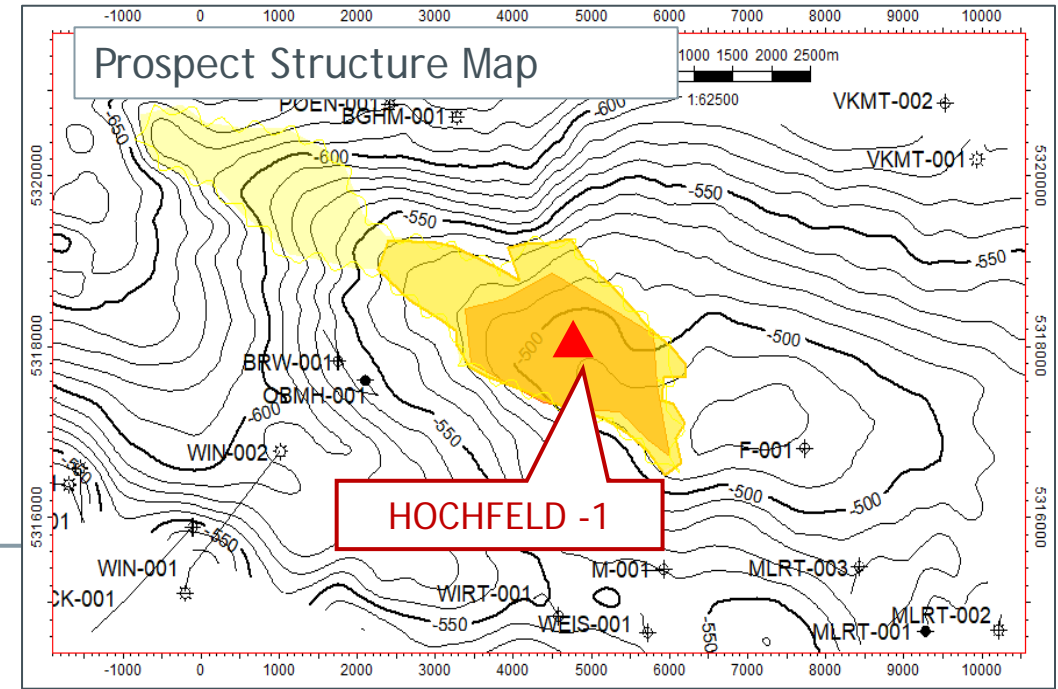 -1000 0 1000 2000 3000 4000 5000 6000 7000 8000 9000 10000
Prospect Structure Map
1000 1500 2000 2500m
1:62500
POEN-001
BGHM-001
-600
VKMT-002
VKMT-001
-650
-600
5320000
5320000
-550
-550
-550
5318000
5318000
-500
-500
BRW-001
OBMH-001
-600
-550
WIN-002
F-001
-550
-500
-500
HOCHFELD -1
5316000
5316000
01
-550
WIN-001
M-001
MLRT-003
CK-001
WIRT-001
-550
WEIS-001
-550
MLRT-002
MLRT-001
-1000 0 1000 2000 3000 4000 5000 6000 7000 8000 9000 10000